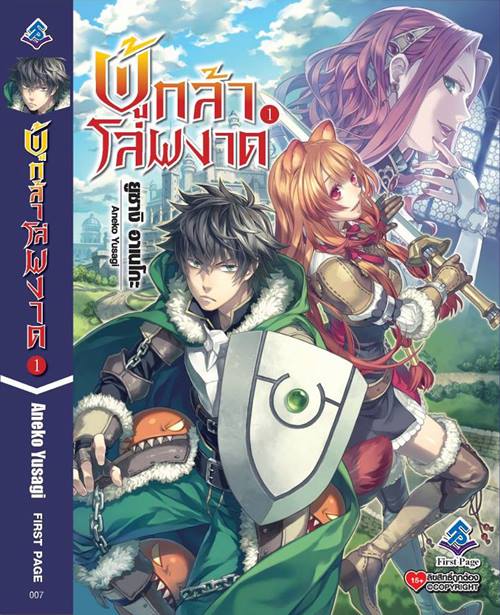 ผู้กล้าโล่ผงาด
1
Aneko Yusagi
FIRST PAGE
007
ผู้กล้า
โล่ผงาด
1
ยูซางิ อาเนโกะ
Aneko Yusagi
First Page
15+
ลิขสิทธิ์ถูกต้อง
©COPYRIGHT